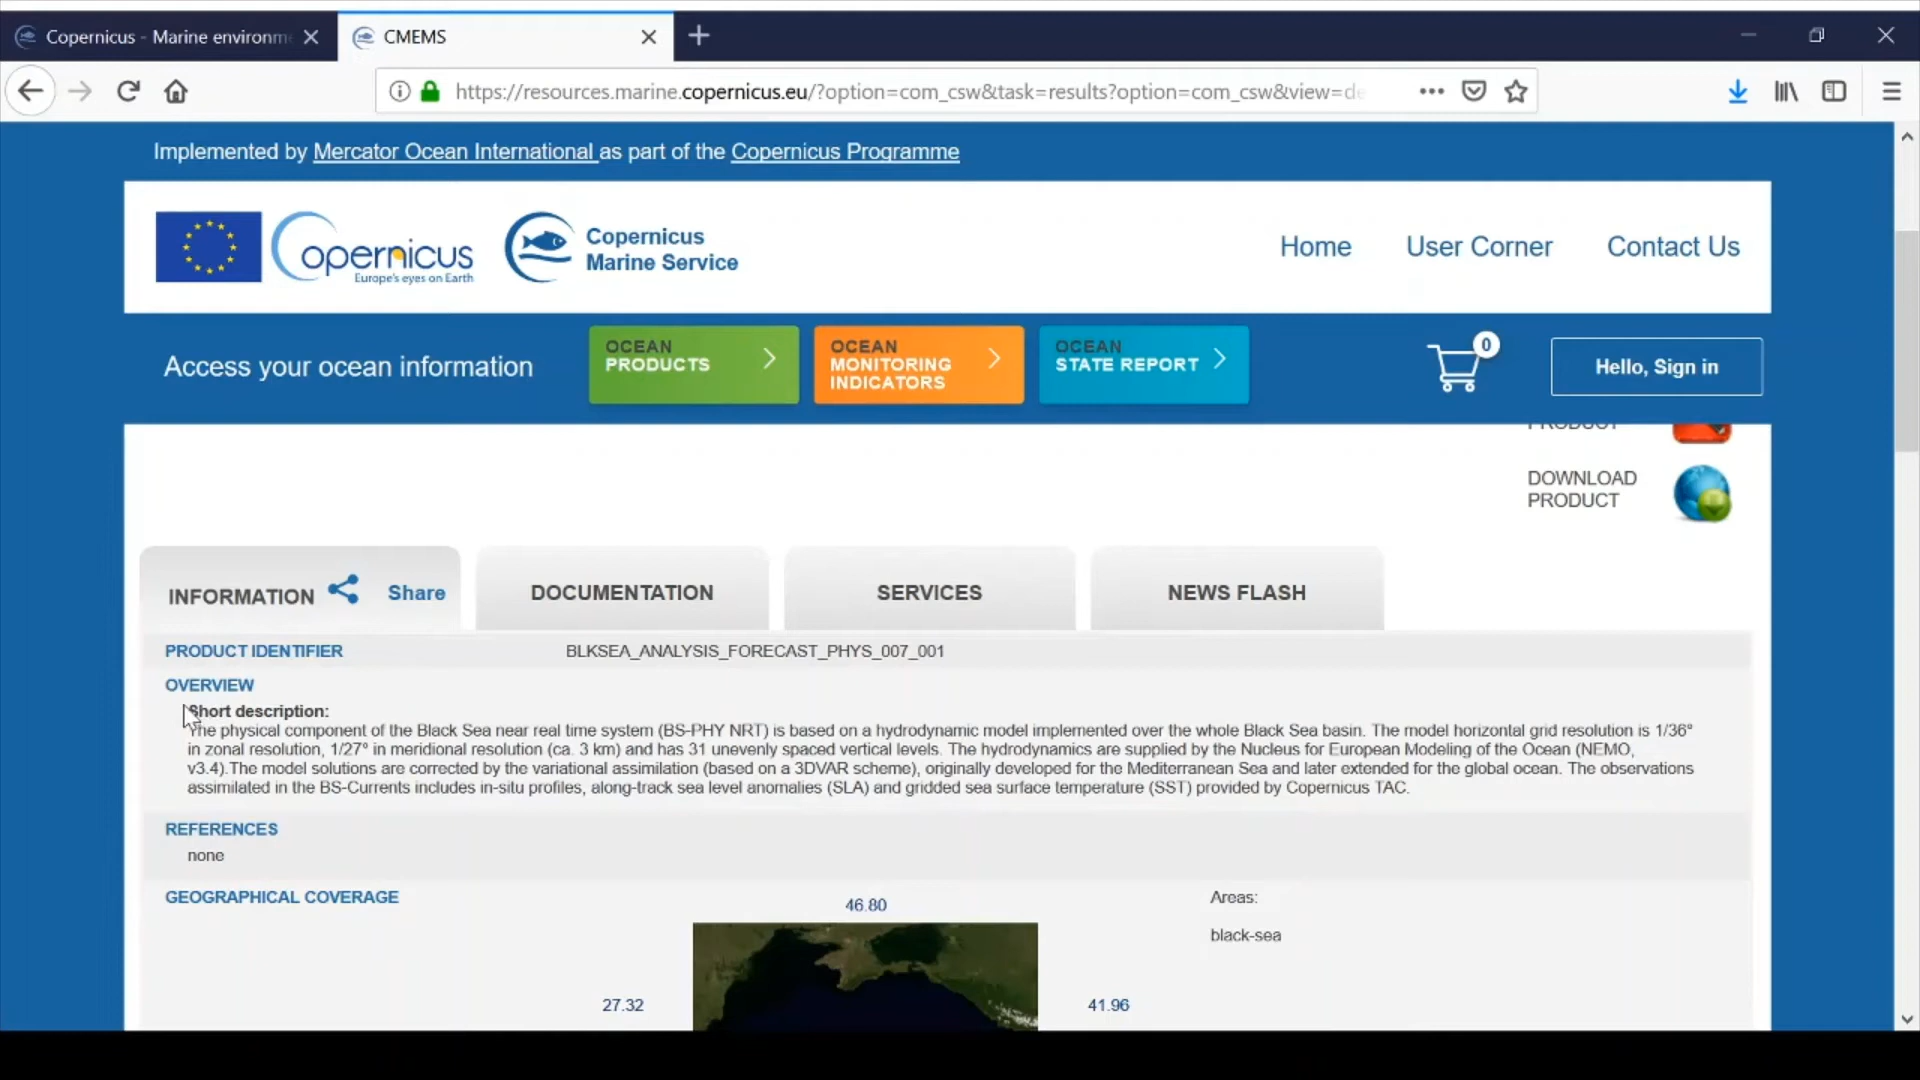 Copernicus - Marine environm
CMEMS
https://resources.marine.copernicus.eu/?option=com_csw&task=results?option=com_csw&view=de
Implemented by Mercator Ocean International as part of the Copernicus Programme
opernicus
Europe's eyes on Earth
Copernicus
Marine Service
Home
User Corner
Contact Us
Access your ocean information
OCEAN
PRODUCTS
OCEAN
MONITORING
INDICATORS
OCEAN
STATE REPORT
0
Hello, Sign in
PRODUCT
DOWNLOAD
PRODUCT
INFORMATION
Share
DOCUMENTATION
SERVICES
NEWS FLASH
PRODUCT IDENTIFIER
BLKSEA_ANALYSIS_FORECAST_PHYS_007_001
OVERVIEW
Short description:
The physical component of the Black Sea near real time system (BS-PHY NRT) is based on a hydrodynamic model implemented over the whole Black Sea basin. The model horizontal grid resolution is 1/36°
in zonal resolution, 1/27° in meridional resolution (ca. 3 km) and has 31 unevenly spaced vertical levels. The hydrodynamics are supplied by the Nucleus for European Modeling of the Ocean (NEMO,
v3.4).The model solutions are corrected by the variational assimilation (based on a 3DVAR scheme), originally developed for the Mediterranean Sea and later extended for the global ocean. The observations
assimilated in the BS-Currents includes in-situ profiles, along-track sea level anomalies (SLA) and gridded sea surface temperature (SST) provided by Copernicus TAC.
REFERENCES
none
GEOGRAPHICAL COVERAGE
46.80
Areas:
black-sea
27.32
41.96